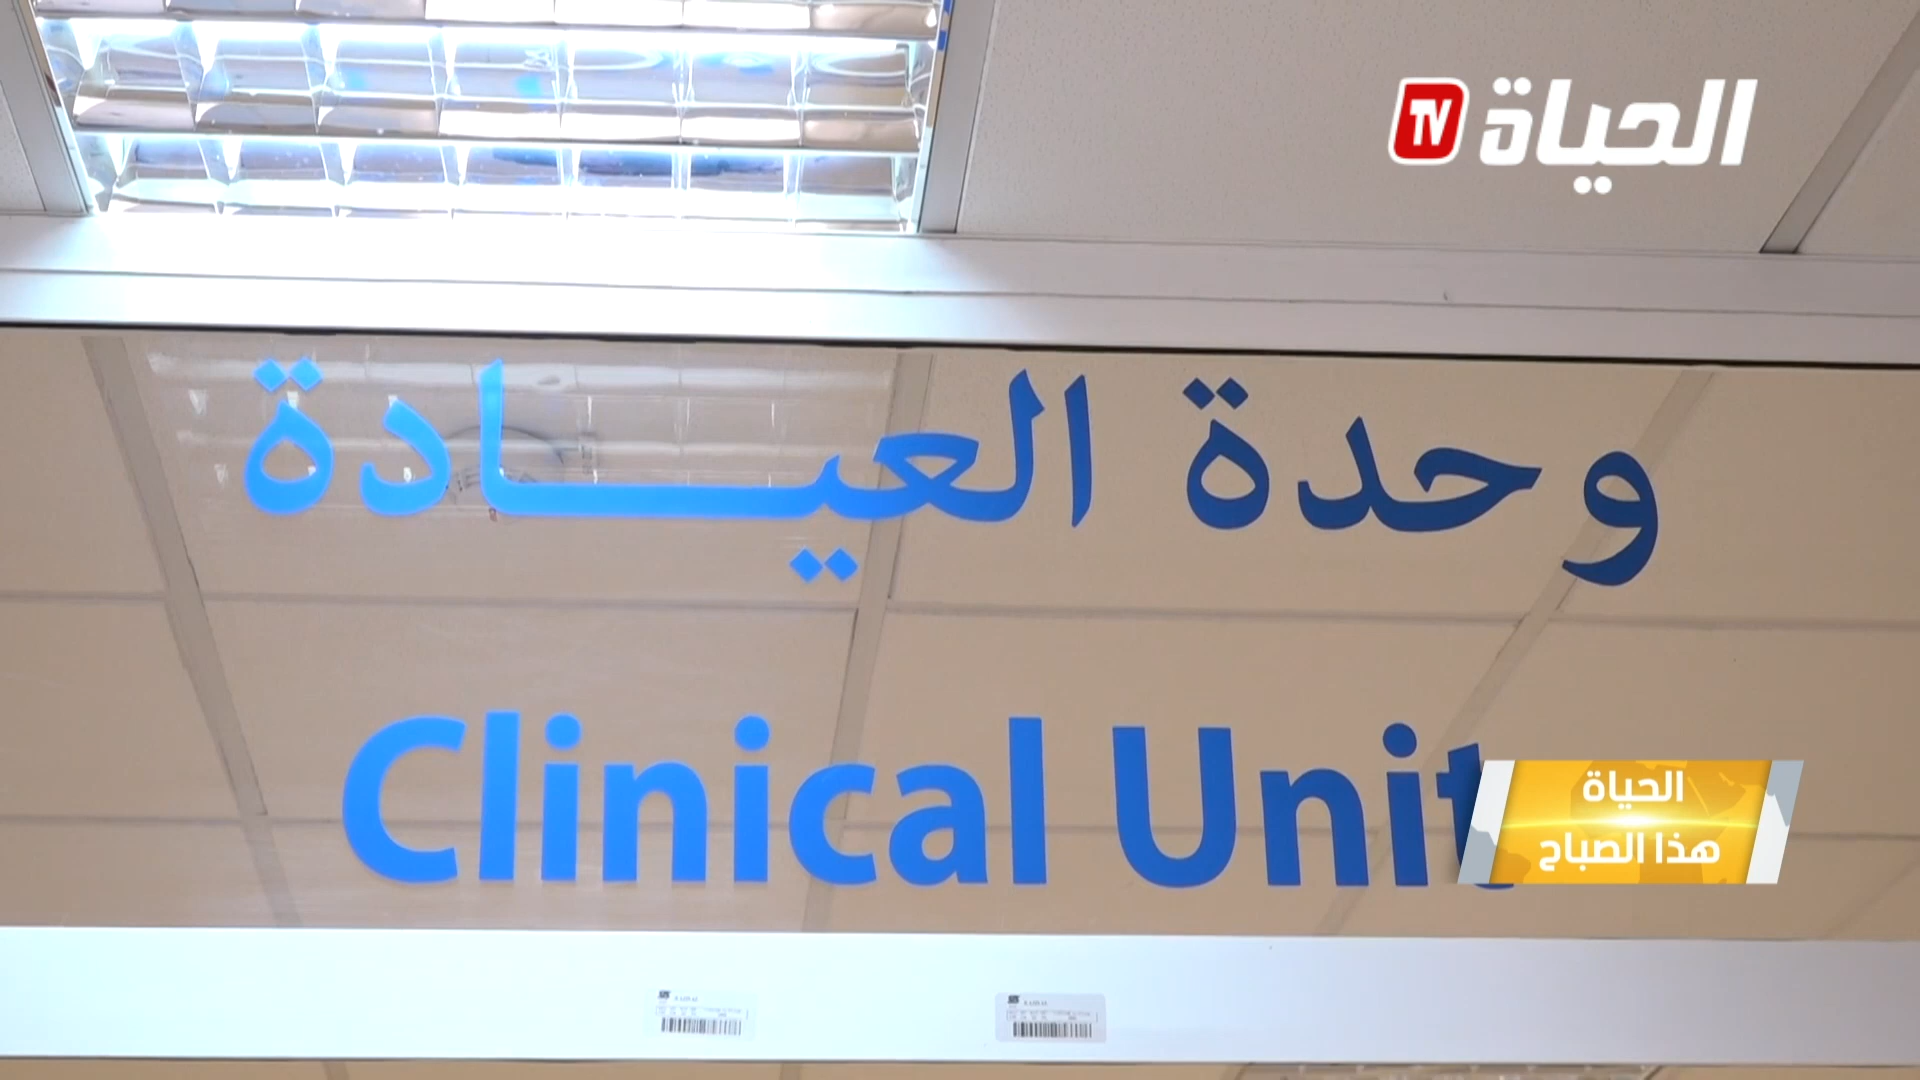 TV الحياة
وحدة العيـــادة
Clinical Unit
الحياة
هذا الصباح